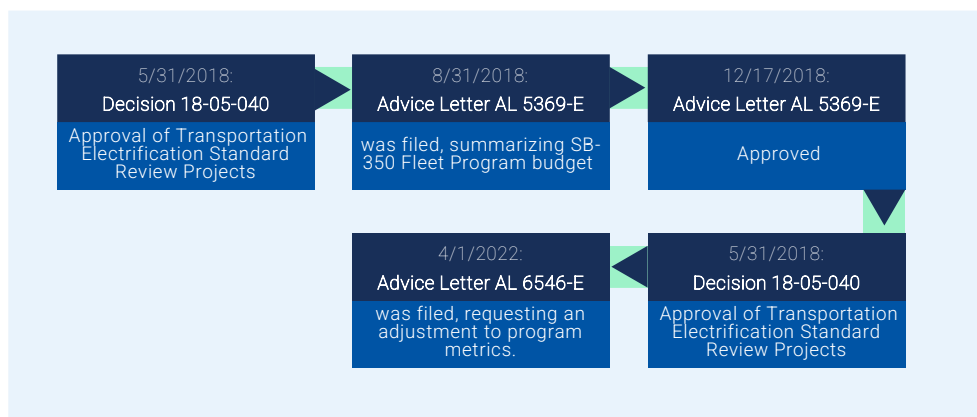 5/31/2018:
Decision 18-05-040
Approval of Transportation
Electrification Standard
Review Projects
8/31/2018:
Advice Letter AL 5369-E
was filed, summarizing SB-
350 Fleet Program budget
12/17/2018:
Advice Letter AL 5369-E
Approved
5/31/2018:
Decision 18-05-040
Approval of Transportation
Electrification Standard
Review Projects
4/1/2022:
Advice Letter AL 6546-E
was filed, requesting an
adjustment to program
metrics.